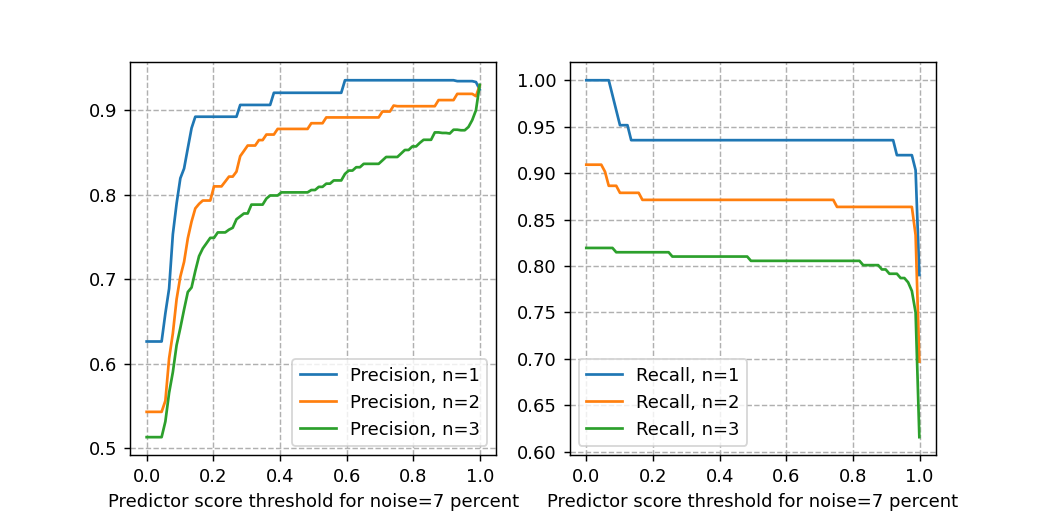 0.9
0.8
0.7
0.6
0.5
0.0 0.2 0.4 0.6 0.8 1.0
Predictor score threshold for noise=7 percent
Precision, n=1
Precision, n=2
Precision, n=3
1.00
0.95
0.90
0.85
0.80
0.75
0.70
0.65
0.60
0.0 0.2 0.4 0.6 0.8 1.0
Predictor score threshold for noise=7 percent
Recall, n=1
Recall, n=2
Recall, n=3